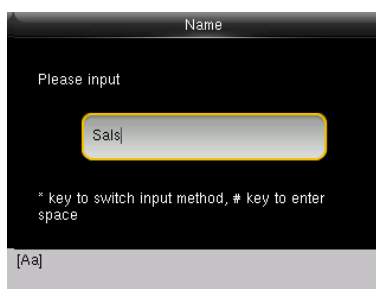 Name
Please input
Sals
* key to switch input method, # key to enter
space
[Aa]